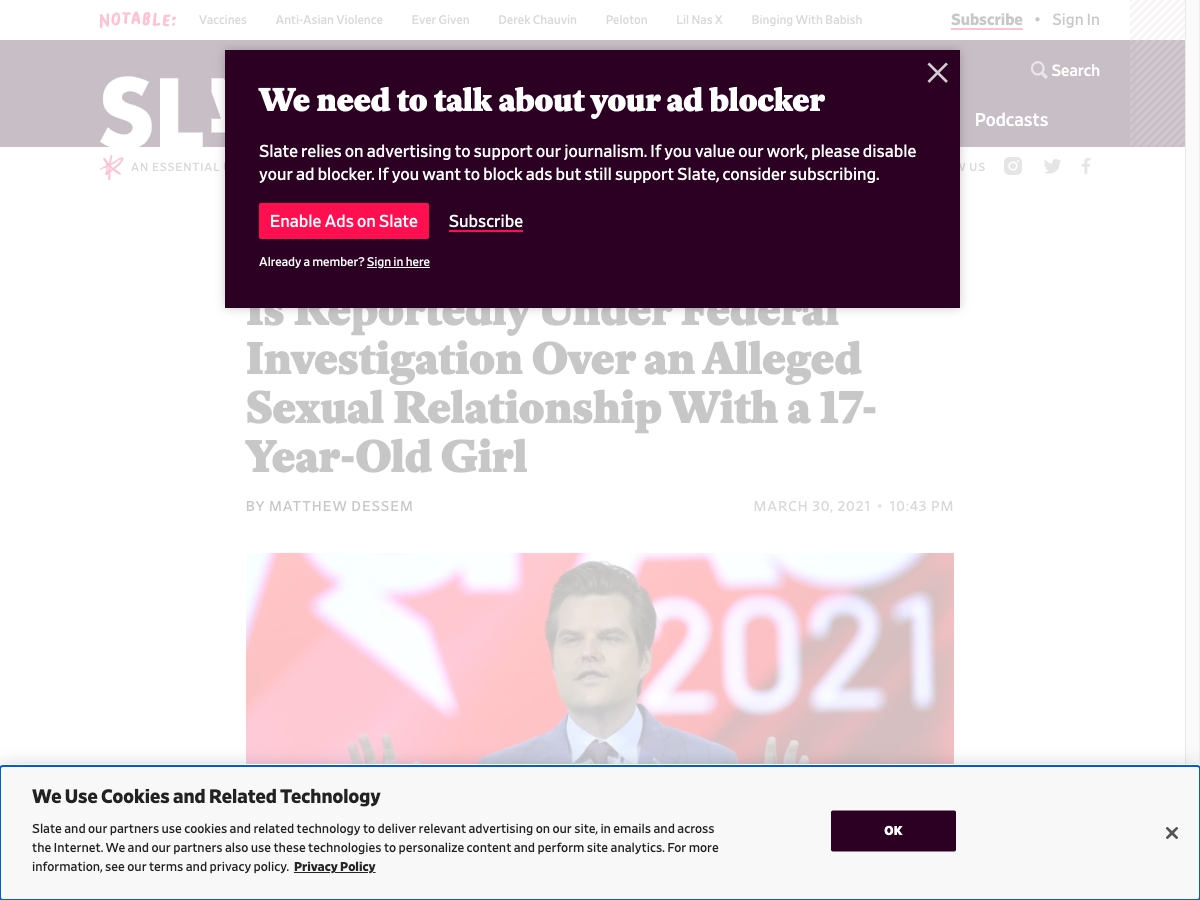 NOTABLE: Vaccines Anti-Asian Violence Ever Given Derek Chauvin Peloton Lil Nas X Binging With Babish Subscribe • Sign In
Search
SL
Podcasts
AN ESSENTIAL
US
We need to talk about your ad blocker
Slate relies on advertising to support our journalism. If you value our work, please disable
your ad blocker. If you want to block ads but still support Slate, consider subscribing.
Enable Ads on Slate Subscribe
Already a member? Sign in here
Is Reportedly Under Federal
Investigation Over an Alleged
Sexual Relationship With a 17-
Year-Old Girl
BY MATTHEW DESSEM MARCH 30, 2021 • 10:43 PM
2021
We Use Cookies and Related Technology
Slate and our partners use cookies and related technology to deliver relevant advertising on our site, in emails and across
the Internet. We and our partners also use these technologies to personalize content and perform site analytics. For more
information, see our terms and privacy policy. Privacy Policy
OK